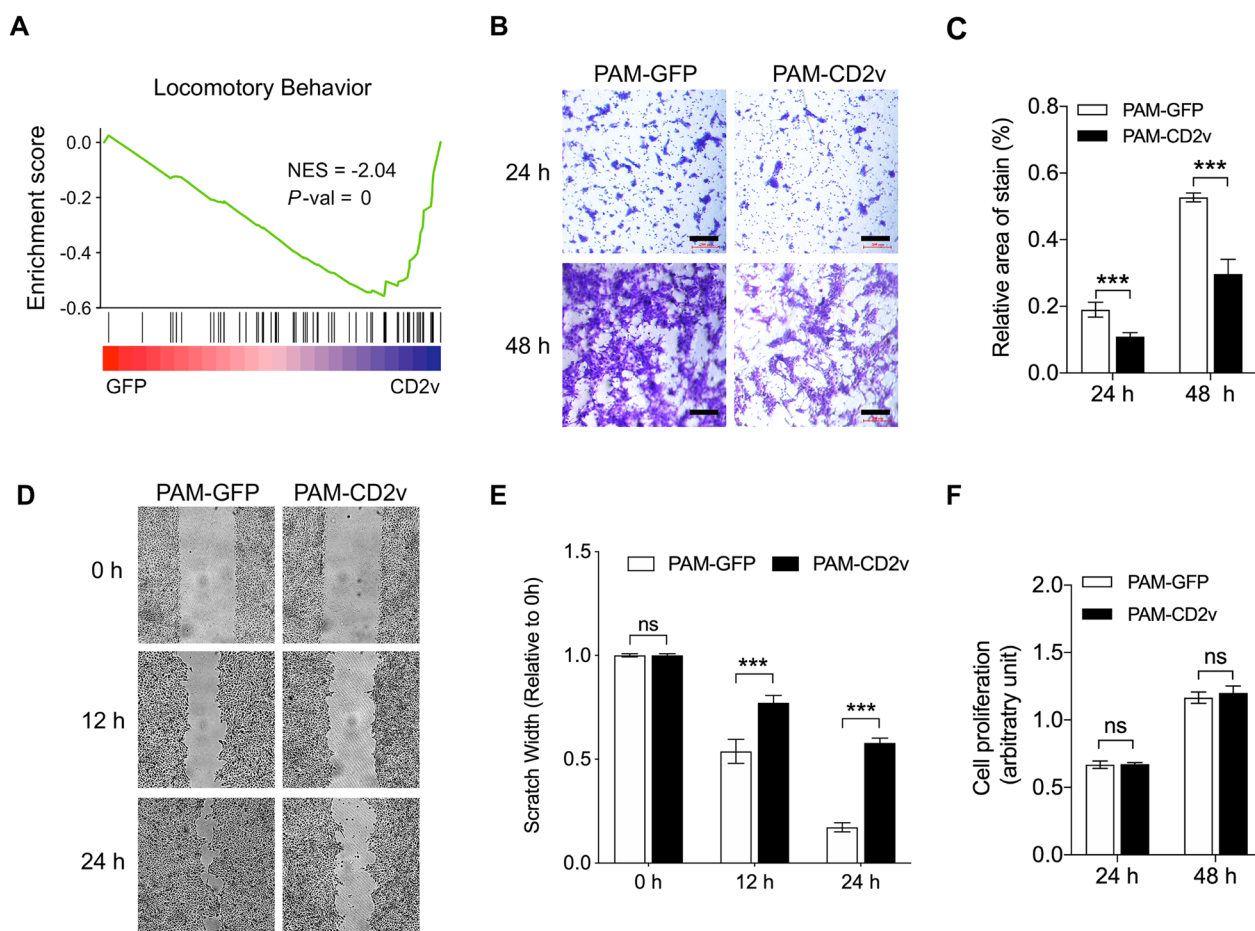 A
Locomotory Behavior
Enrichment score
0.0
-0.2
-0.4
-0.6
NES = -2.04
P-val = 0
GFP
CD2v
B
PAM-GFP
PAM-CD2v
24 h
48 h
C
Relative area of stain (%)
0.8
0.6
0.4
0.2
0.0
PAM-GFP
PAM-CD2v
***
***
24 h
48 h
D
PAM-GFP
PAM-CD2v
0 h
12 h
24 h
E
Scratch Width (Relative to 0h)
1.5
1.0
0.5
0.0
PAM-GFP
PAM-CD2v
ns
***
***
0 h
12 h
24 h
F
Cell proliferation
(arbitratry unit)
2.0
1.5
1.0
0.5
0.0
PAM-GFP
PAM-CD2v
ns
ns
24 h
48 h